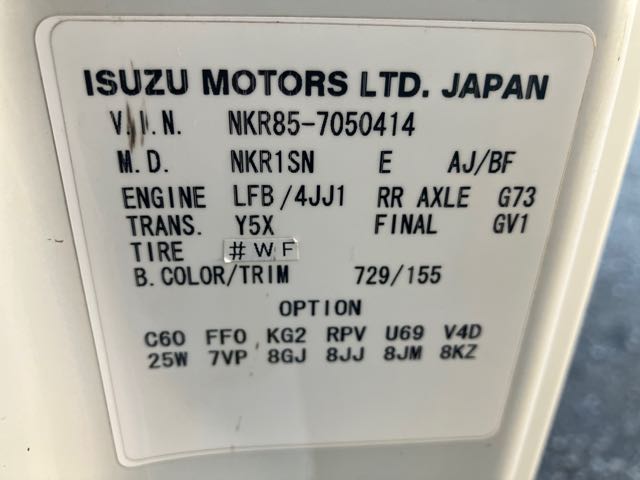 ISUZU MOTORS LTD. JAPAN
V.I.N. NKR85-7050414
M.D. NKR1SN E AJ/BF
ENGINE LFB/4JJ1 RR AXLE G73
TRANS. Y5X FINAL GV1
TIRE #WF
B.COLOR/TRIM 729/155
OPTION
C60 FF0 KG2 RPV U69 V4D
25W 7VP 8GJ 8JJ 8JM 8KZ